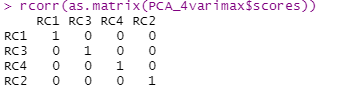 > rcorr(as.matrix(PCA_4varimax$scores))
    RC1 RC3 RC4 RC2
RC1   1   0   0   0
RC3   0   1   0   0
RC4   0   0   1   0
RC2   0   0   0   1